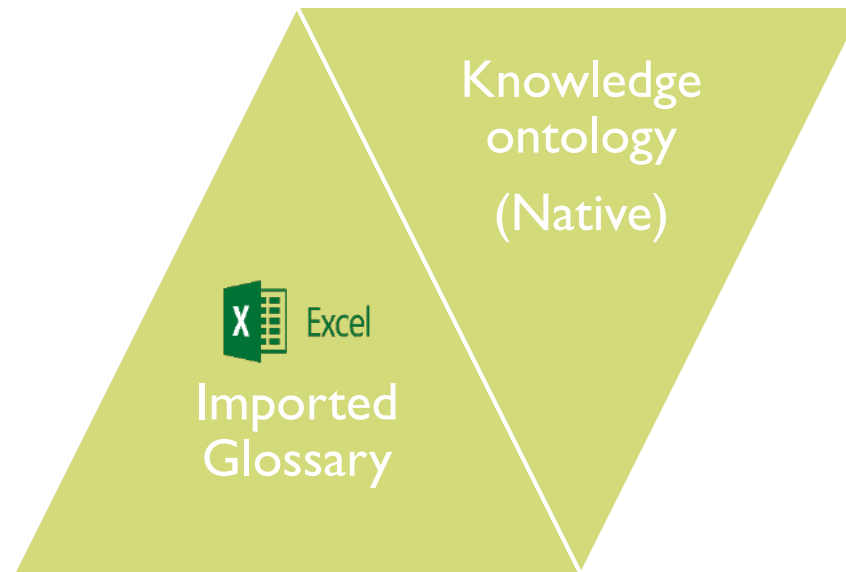 Knowledge
ontology
(Native)
X Excel
Imported
Glossary